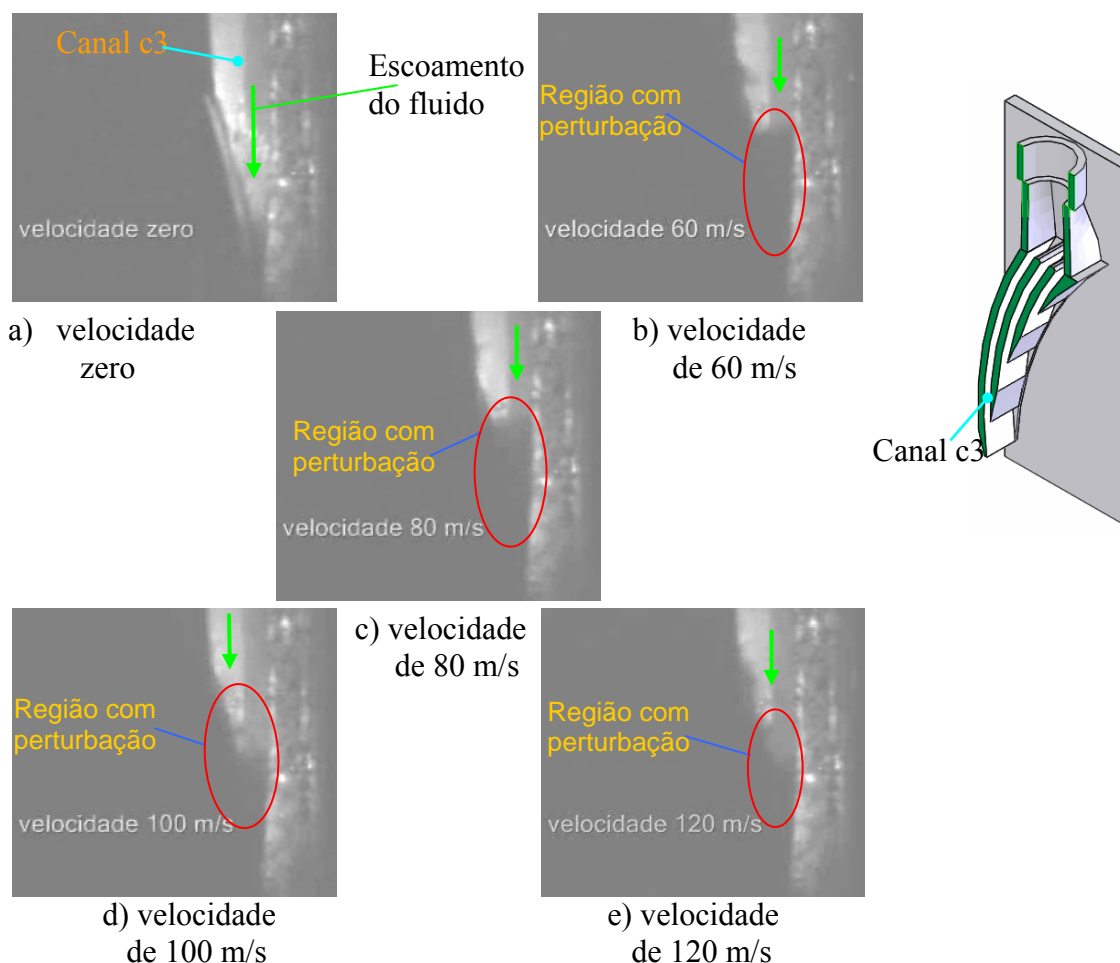 Canal c3
Escoamento
do fluido
velocidade zero
a) velocidade
zero
Região com
perturbação
velocidade 60 m/s
b) velocidade
de 60 m/s
Canal c3
Região com
perturbação
velocidade 80 m/s
c) velocidade
de 80 m/s
Região com
perturbação
velocidade 100 m/s
d) velocidade
de 100 m/s
Região com
perturbação
velocidade 120 m/s
e) velocidade
de 120 m/s